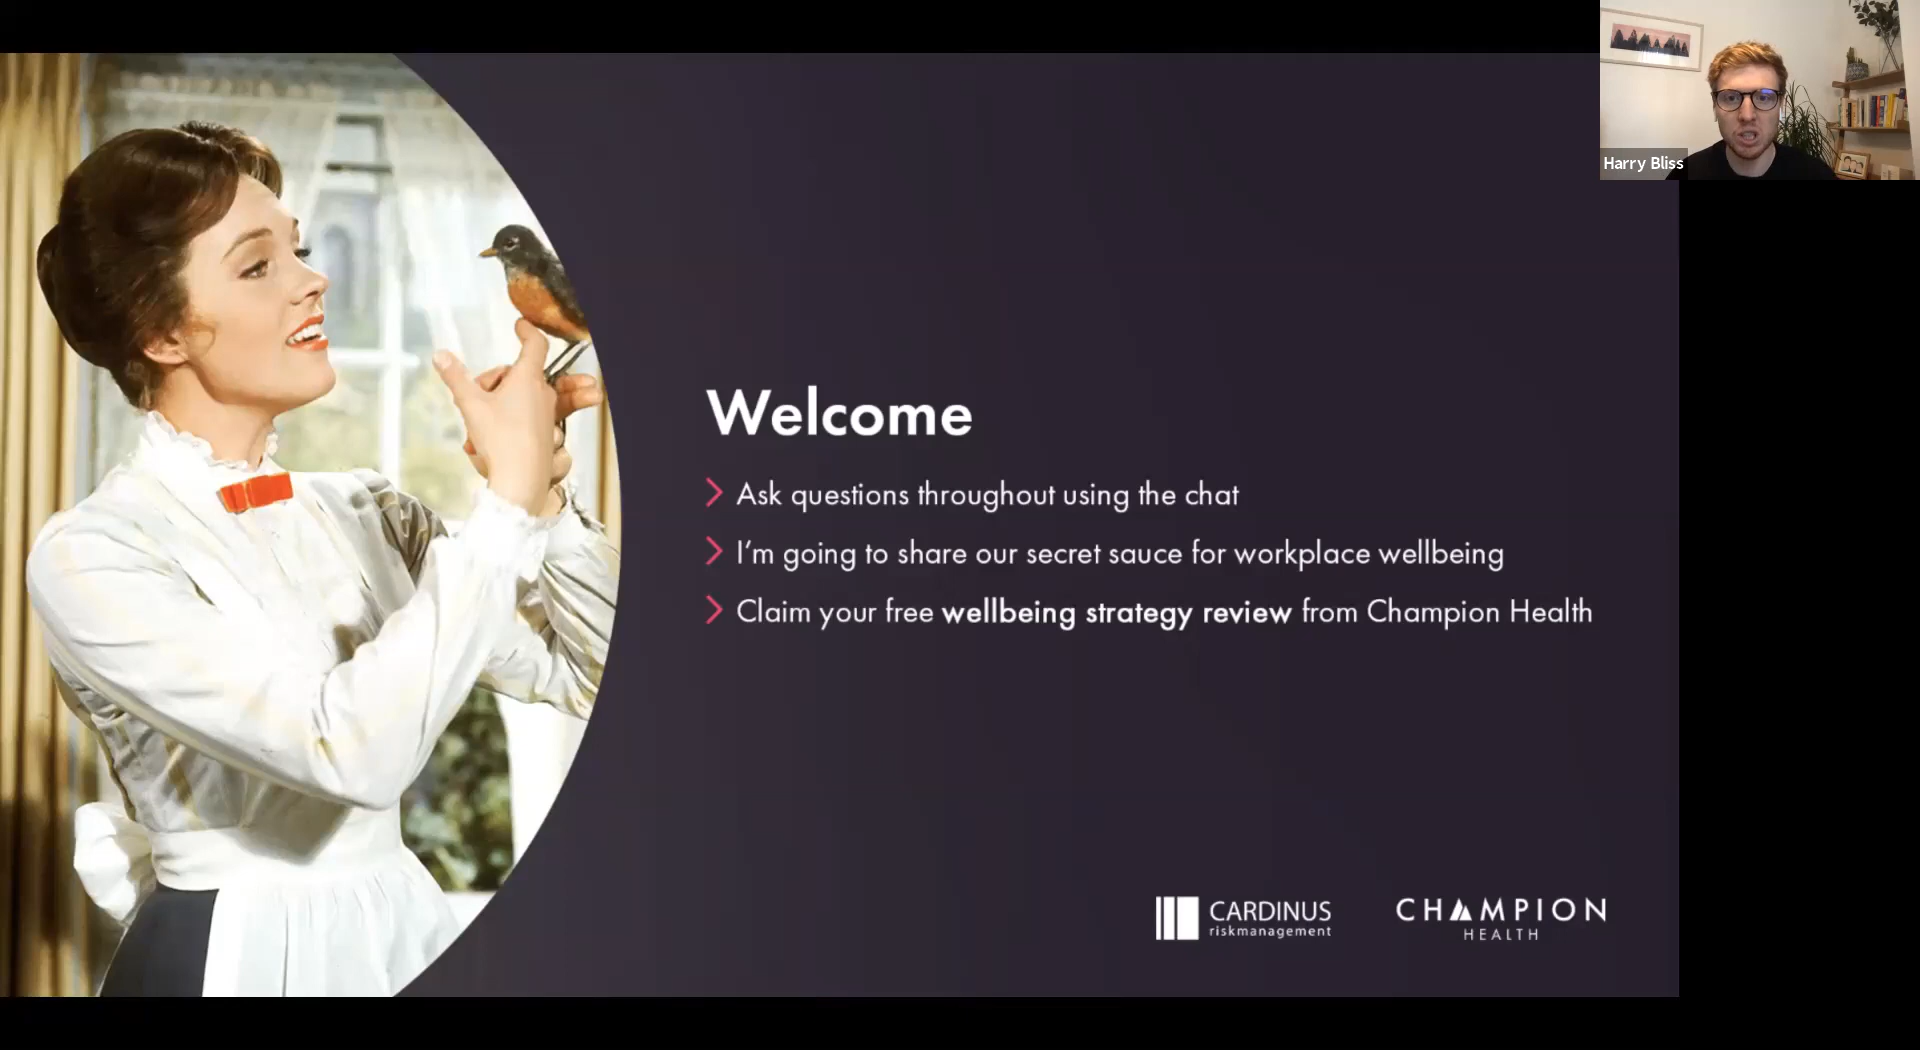 Harry Bliss
Welcome
Ask questions throughout using the chat
I'm going to share our secret sauce for workplace wellbeing
Claim your free wellbeing strategy review from Champion Health
CARDINUS
riskmanagement
CHAMPION
HEALTH